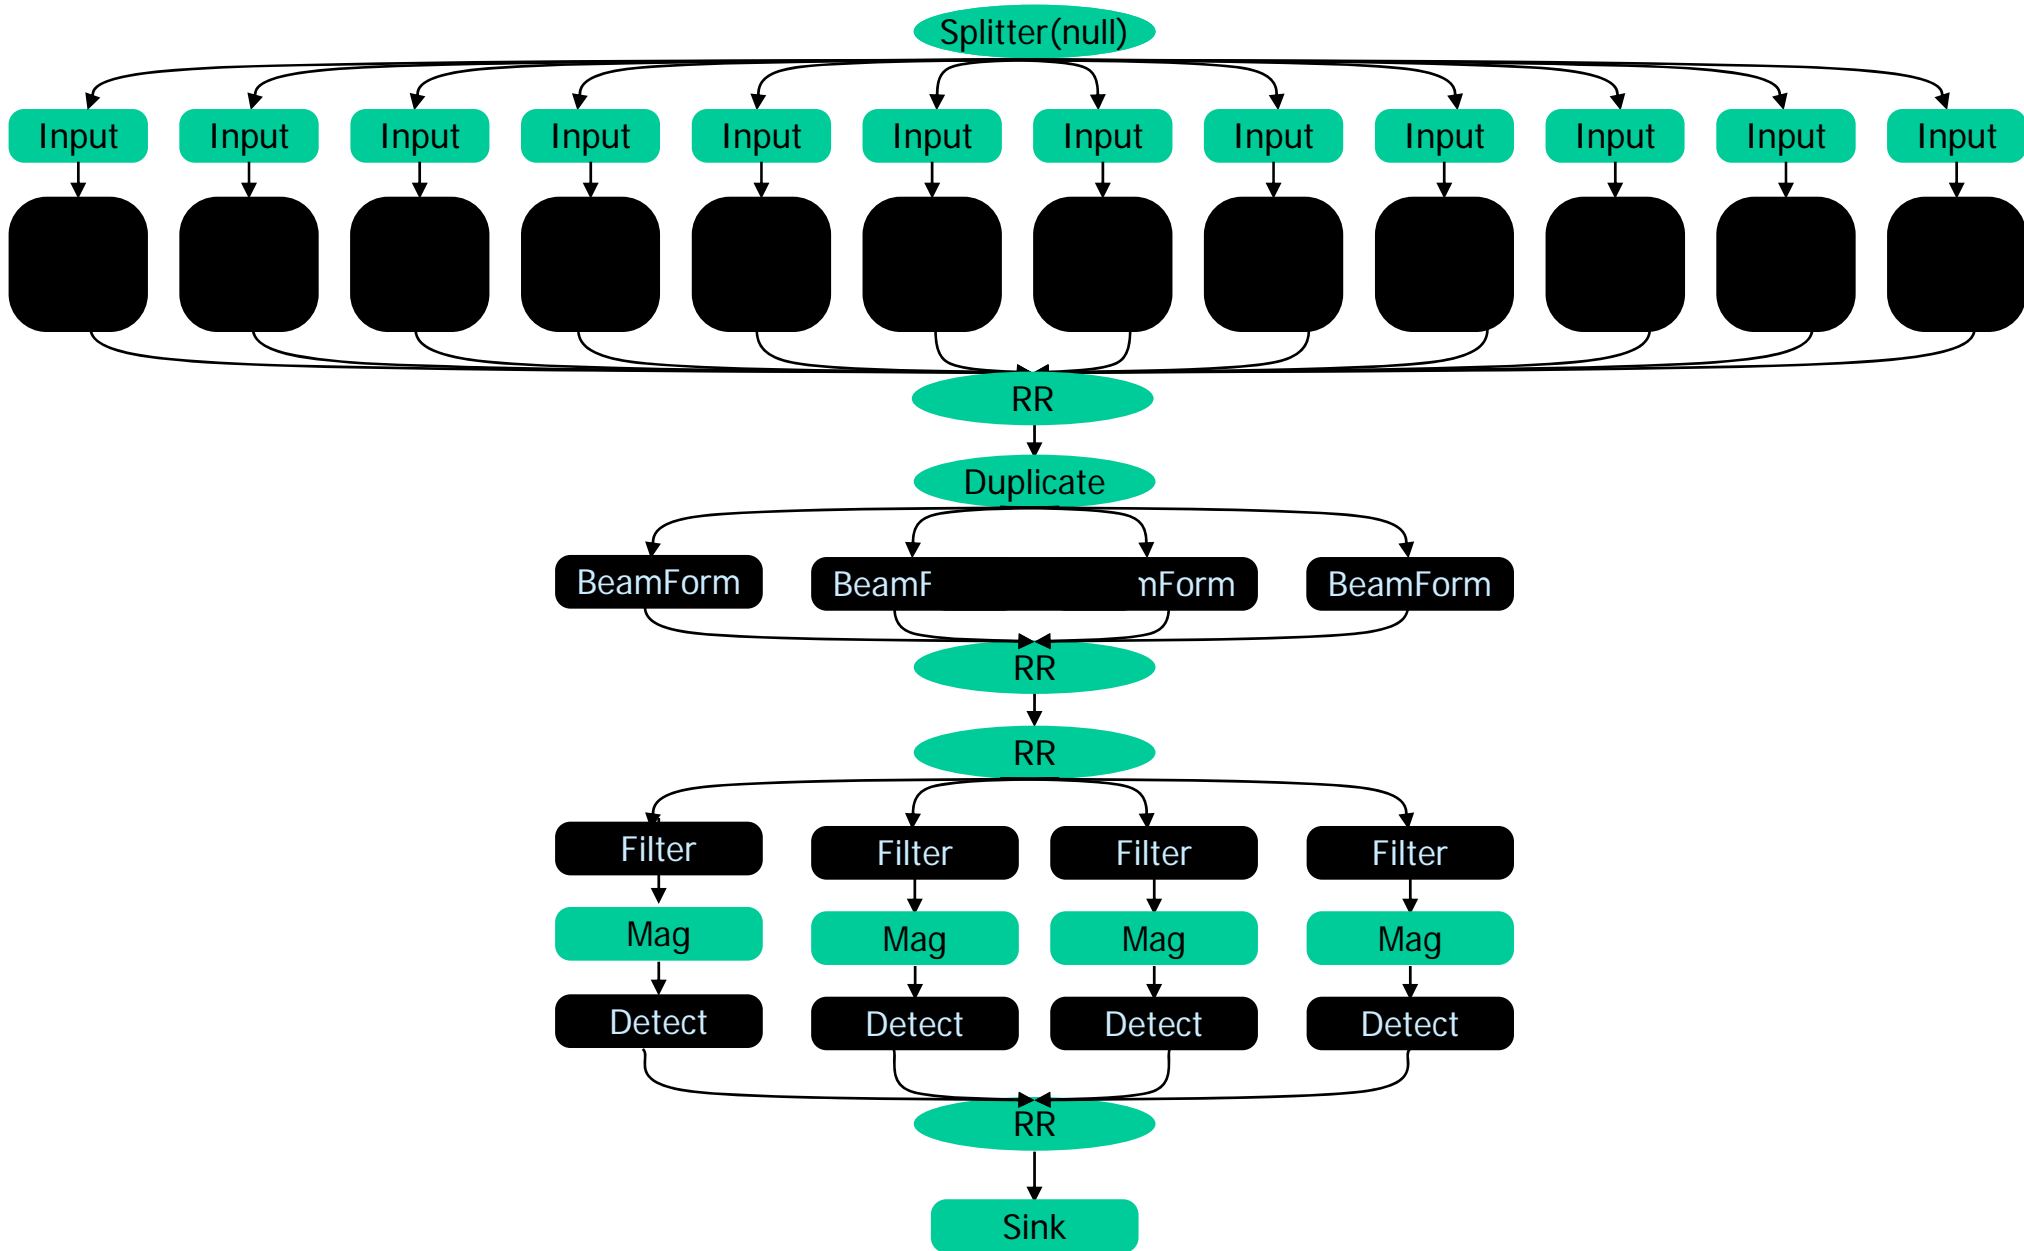 Splitter(null)
Input Input Input Input Input Input Input Input Input Input Input Input
RR
Duplicate
BeamForm BeamF mForm BeamForm
RR
RR
Filter Filter Filter Filter
Mag Mag Mag Mag
Detect Detect Detect Detect
RR
Sink